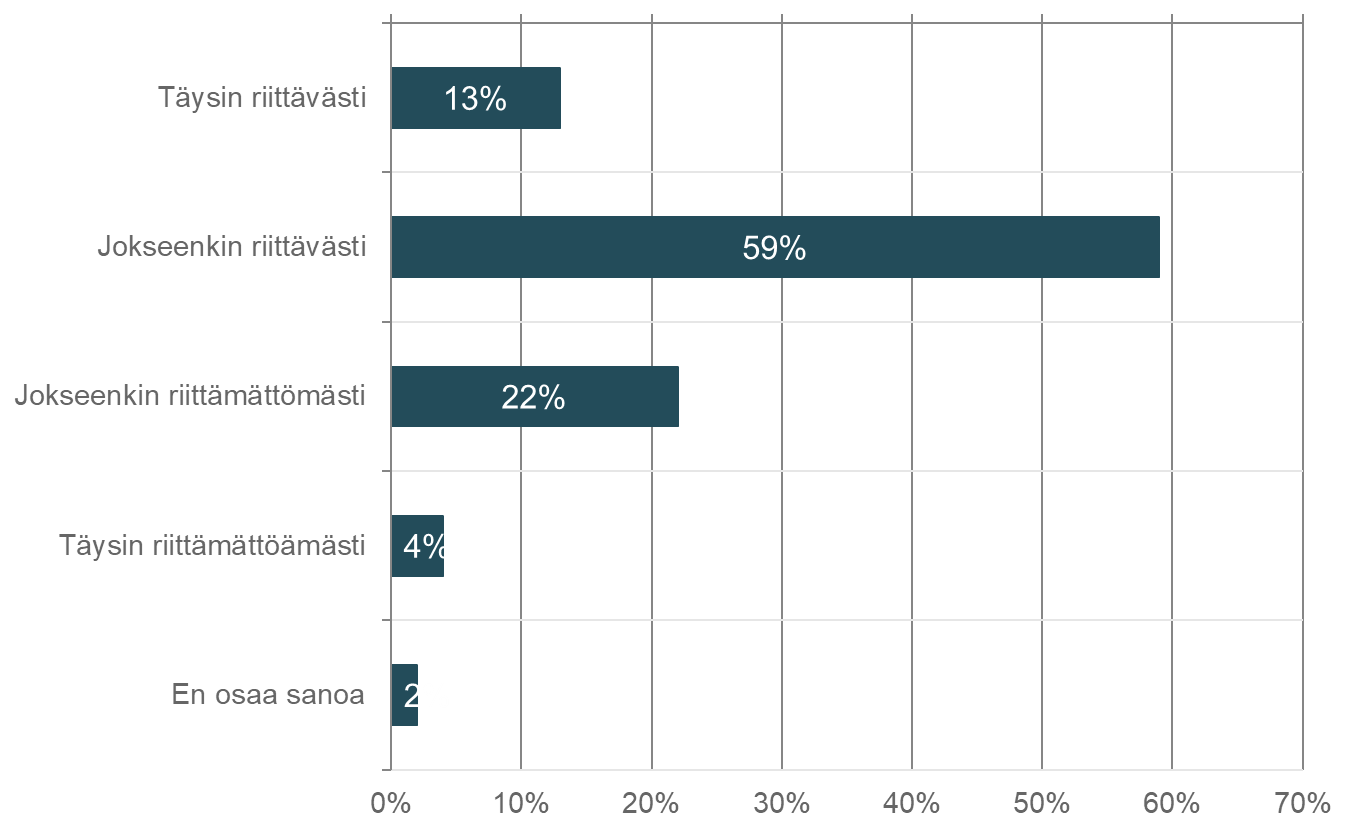 Täysin riittävästi
13%
Jokseenkin riittävästi
59%
Jokseenkin riittämättömästi
22%
Täysin riittämättöämästi
4%
En osaa sanoa
2
0% 10% 20% 30% 40% 50% 60% 70%